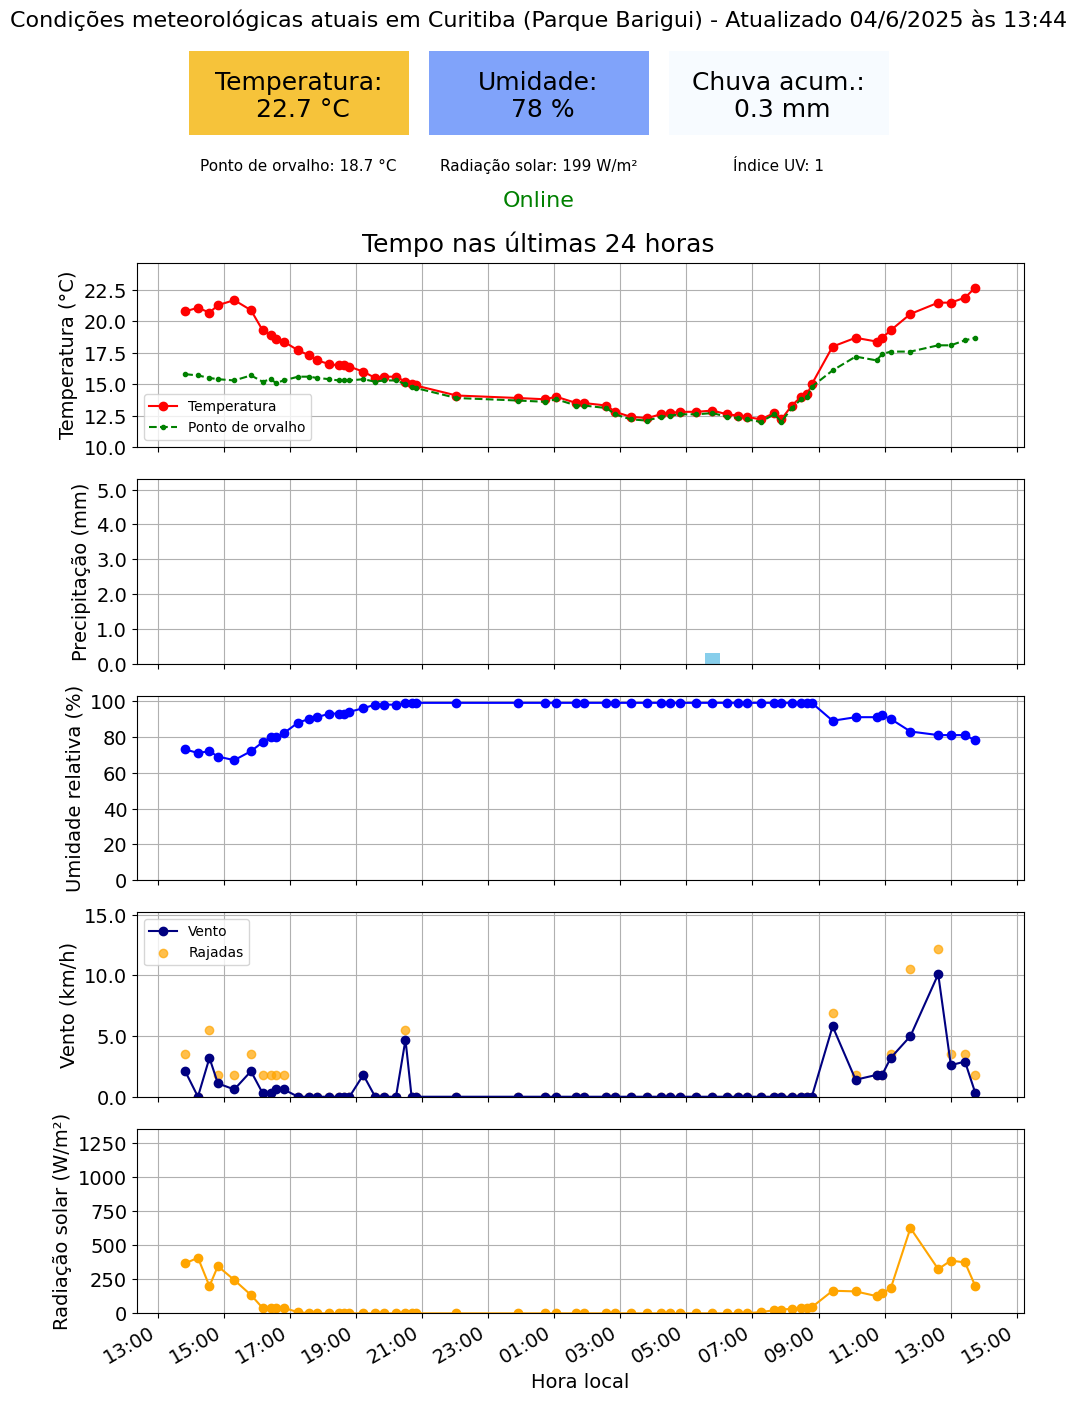 Condições meteorológicas atuais em Curitiba (Parque Barigui) - Atualizado 04/6/2025 às 13:44
Temperatura:
22.7 °C
Umidade:
78 %
Chuva acum.:
0.3 mm
Ponto de orvalho: 18.7 °C
Radiação solar: 199 W/m²
Índice UV: 1
Online
Tempo nas últimas 24 horas
Temperatura (°C)
22.5
20.0
17.5
15.0
12.5
10.0
Temperatura
Ponto de orvalho
Precipitação (mm)
5.0
4.0
3.0
2.0
1.0
0.0
Umidade relativa (%)
100
80
60
40
20
0
Vento (km/h)
15.0
10.0
5.0
0.0
Vento
Rajadas
Radiação solar (W/m²)
1250
1000
750
500
250
0
13:00
15:00
17:00
19:00
21:00
23:00
01:00
03:00
05:00
07:00
09:00
11:00
13:00
15:00
Hora local